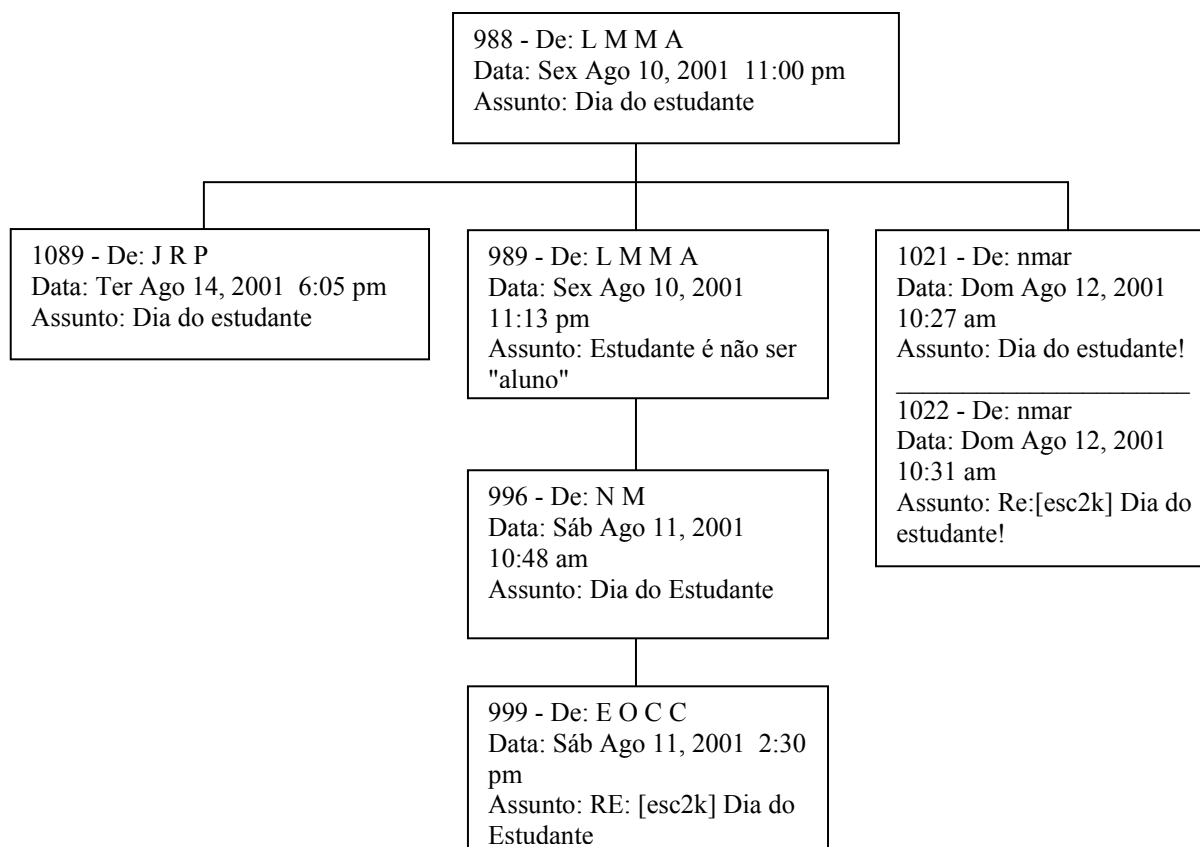 988 - De: L M M A
Data: Sex Ago 10, 2001  11:00 pm
Assunto: Dia do estudante
1089 - De: J R P
Data: Ter Ago 14, 2001  6:05 pm
Assunto: Dia do estudante
989 - De: L M M A
Data: Sex Ago 10, 2001
11:13 pm
Assunto: Estudante é não ser
"aluno"
1021 - De: nmar
Data: Dom Ago 12, 2001
10:27 am
Assunto: Dia do estudante!
1022 - De: nmar
Data: Dom Ago 12, 2001
10:31 am
Assunto: Re:[esc2k] Dia do
estudante!
996 - De: N M
Data: Sáb Ago 11, 2001
10:48 am
Assunto: Dia do Estudante
999 - De: E O C C
Data: Sáb Ago 11, 2001  2:30
pm
Assunto: RE: [esc2k] Dia do
Estudante